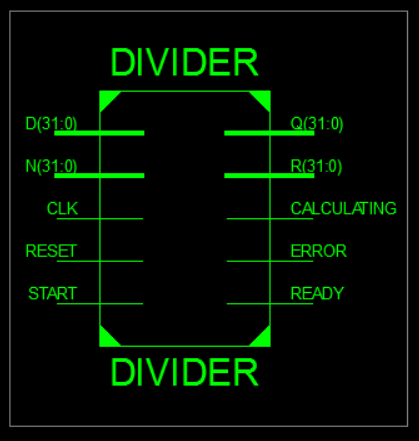 DIVIDER
D(31:0) Q(31:0)
N(31:0) R(31:0)
CLK CALCULATING
RESET ERROR
START READY
DIVIDER